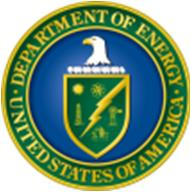 DEPARTMENT OF ENERGY
UNITED STATES OF AMERICA